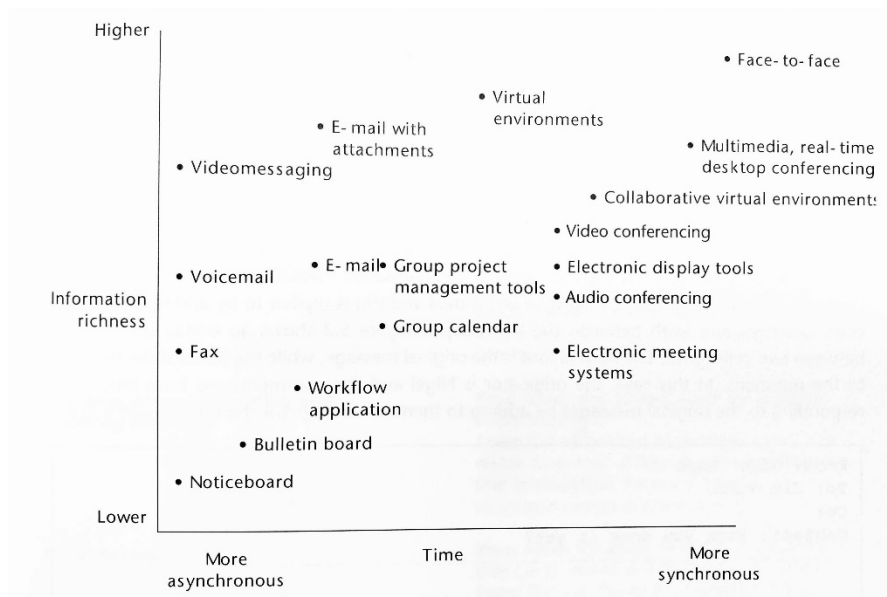 Higher
• Face-to-face
• Virtual
environments
• E-mail with
attachments
• Multimedia, real-time
desktop conferencing
• Videomessaging
• Collaborative virtual environments
• Video conferencing
• E-mail
• Group project
management tools
• Electronic display tools
• Voicemail
Information
richness
• Audio conferencing
• Group calendar
• Fax
• Electronic meeting
systems
• Workflow
application
• Bulletin board
• Noticeboard
Lower
More
asynchronous
Time
More
synchronous